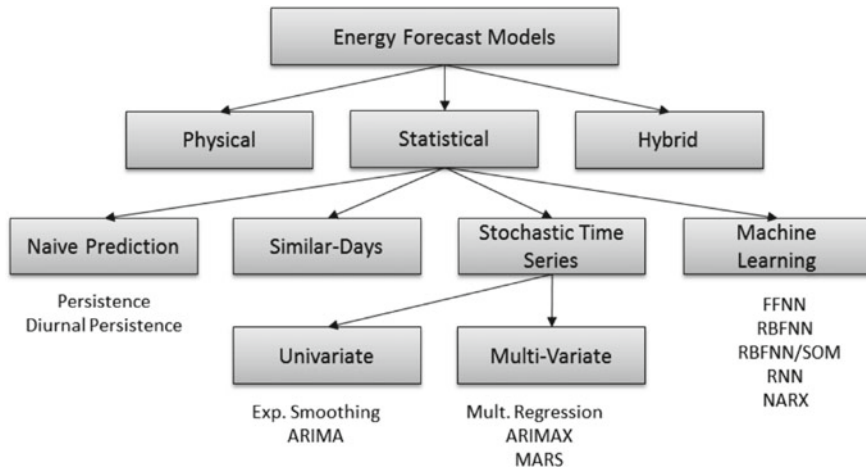 Energy Forecast Models
Physical
Statistical
Hybrid
Naive Prediction
Similar-Days
Stochastic Time
Series
Machine
Learning
Persistence
Diurnal Persistence
FFNN
RBFNN
RBFNN/SOM
RNN
NARX
Univariate
Multi-Variate
Exp. Smoothing
ARIMA
Mult. Regression
ARIMAX
MARS